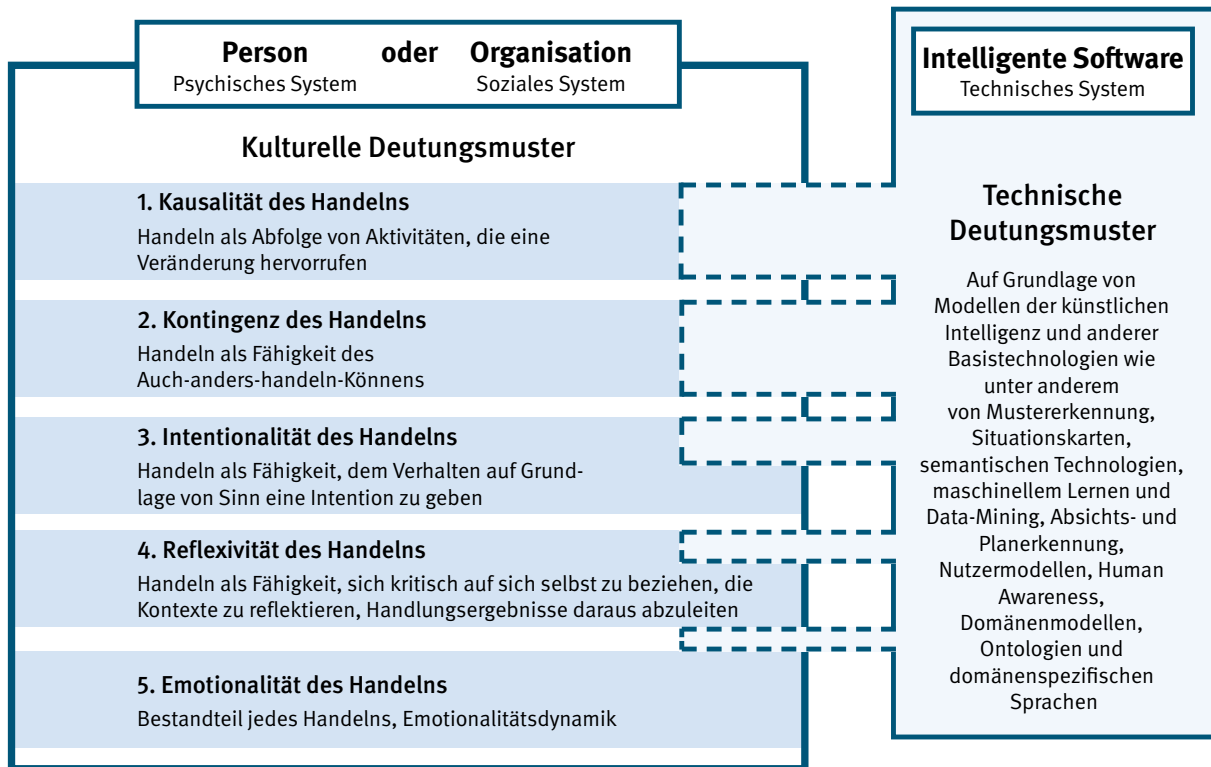 Person oder Organisation
Psychisches System Soziales System
Kulturelle Deutungsmuster
1. Kausalität des Handelns
Handeln als Abfolge von Aktivitäten, die eine
Veränderung hervorrufen
2. Kontingenz des Handelns
Handeln als Fähigkeit des
Auch-anders-handeln-Könnens
3. Intentionalität des Handelns
Handeln als Fähigkeit, dem Verhalten auf Grund-
lage von Sinn eine Intention zu geben
4. Reflexivität des Handelns
Handeln als Fähigkeit, sich kritisch auf sich selbst zu beziehen, die
Kontexte zu reflektieren, Handlungsergebnisse daraus abzuleiten
5. Emotionalität des Handelns
Bestandteil jedes Handelns, Emotionalitätsdynamik
Intelligente Software
Technisches System
Technische
Deutungsmuster
Auf Grundlage von
Modellen der künstlichen
Intelligenz und anderer
Basistechnologien wie
unter anderem
von Mustererkennung,
Situationskarten,
semantischen Technologien,
maschinellem Lernen und
Data-Mining, Absichts- und
Planerkennung,
Nutzermodellen, Human
Awareness,
Domänenmodellen,
Ontologien und
domänenspezifischen
Sprachen